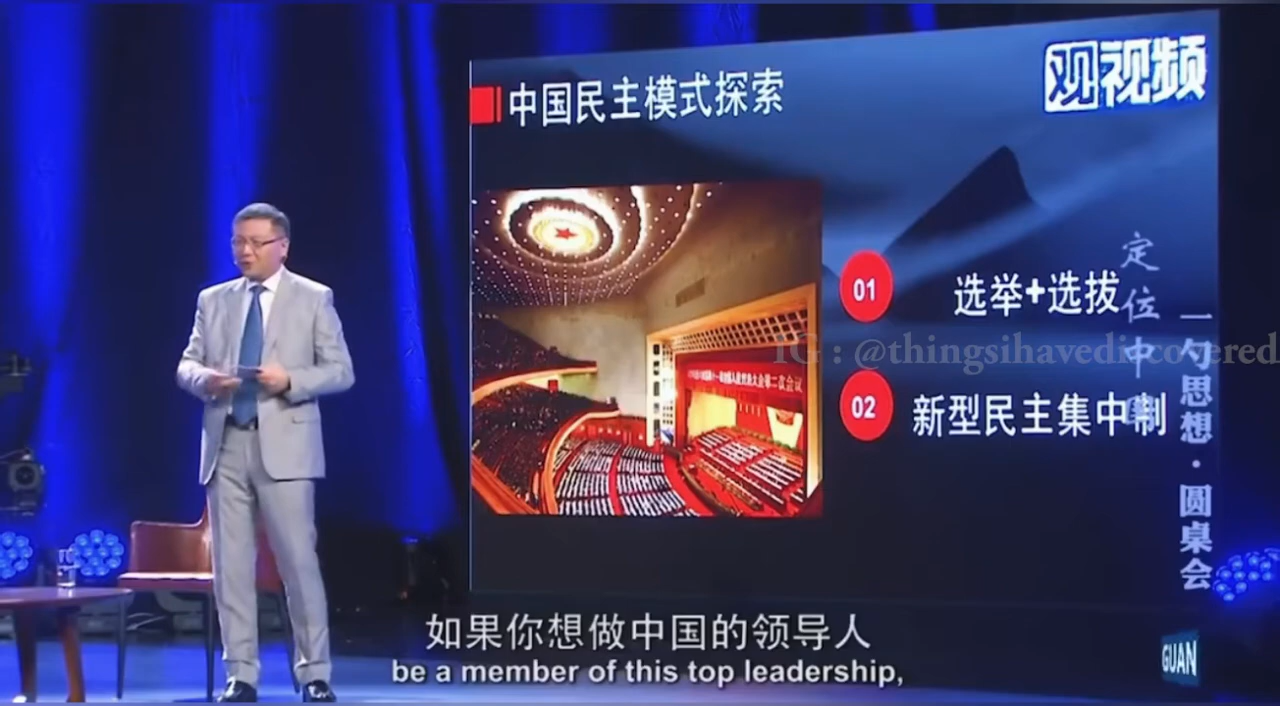 中国民主模式探索
观视频
01
选举+选拔
02
新型民主集中制
定位中国
一勺思想·圆桌会
IG : @thingsihavediscovered
如果你想做中国的领导人
be a member of this top leadership,
GUAN